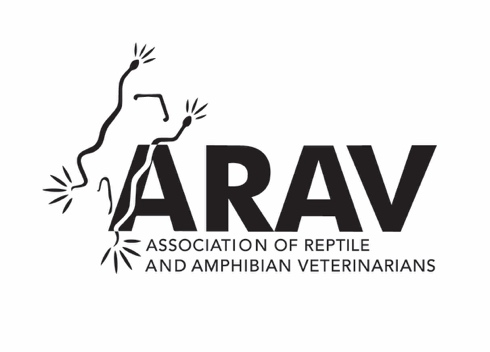 ARAV
ASSOCIATION OF REPTILE
AND AMPHIBIAN VETERINARIANS